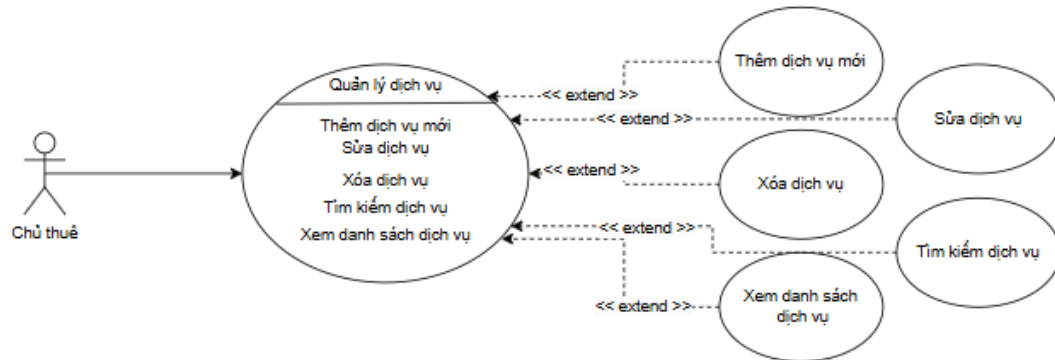 Thêm dịch vụ mới
Quản lý dịch vụ
<< extend >>
<< extend >>
Sửa dịch vụ
Thêm dịch vụ mới
Sửa dịch vụ
Xóa dịch vụ
Tìm kiếm dịch vụ
Xem danh sách dịch vụ
<< extend >>
Xóa dịch vụ
Chủ thuê
<< extend >>
Tìm kiếm dịch vụ
<< extend >>
Xem danh sách
dịch vụ